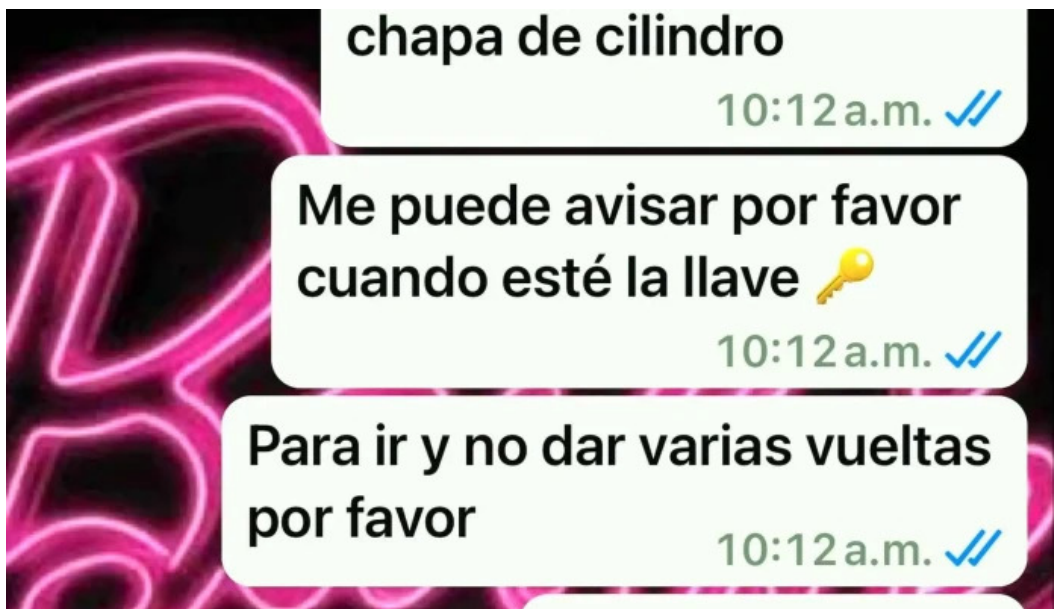 chapa de cilindro
10:12 a.m.
Me puede avisar por favor
cuando esté la llave 🔑
10:12 a.m.
Para ir y no dar varias vueltas
por favor
10:12 a.m.